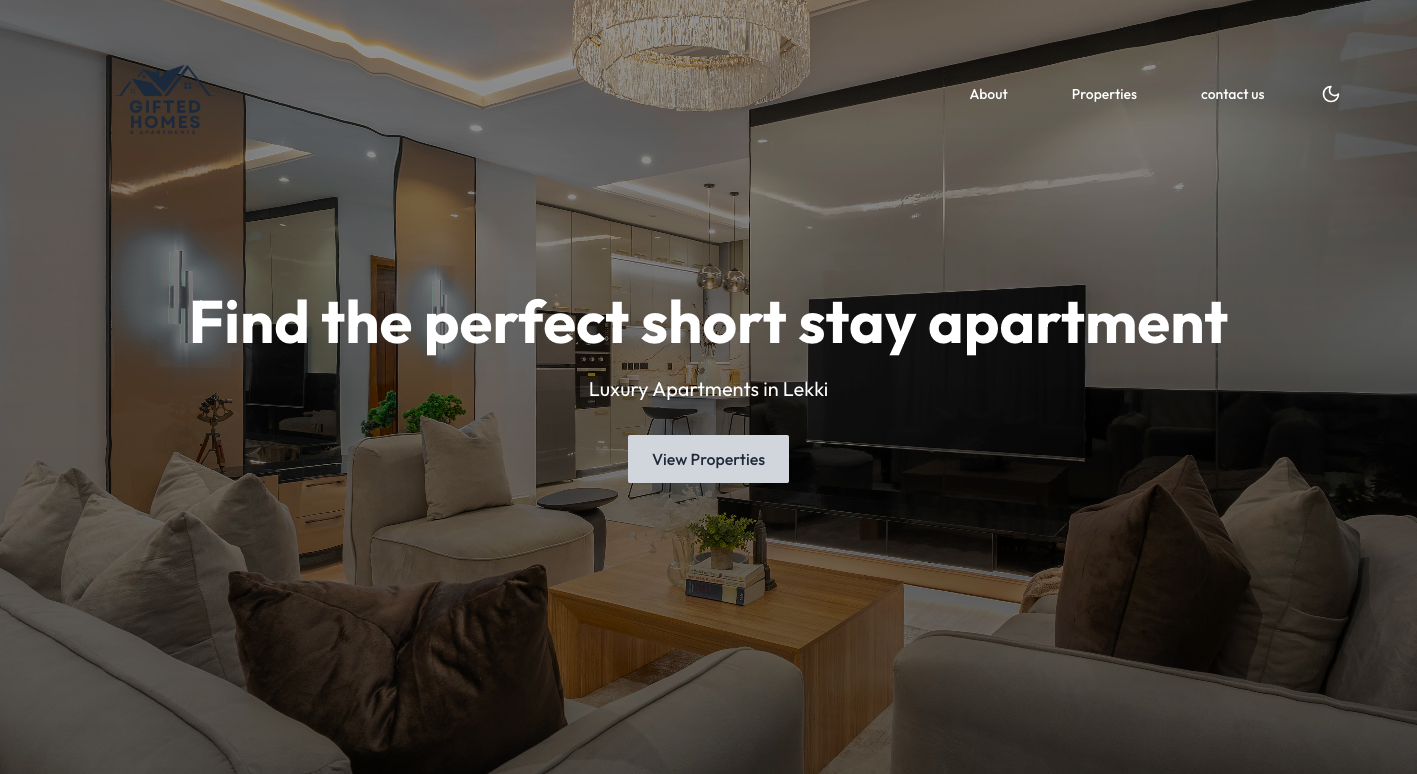 GIFTED
HOMES
& APARTMENTS
About
Properties
contact us
Find the perfect short stay apartment
Luxury Apartments in Lekki
View Properties